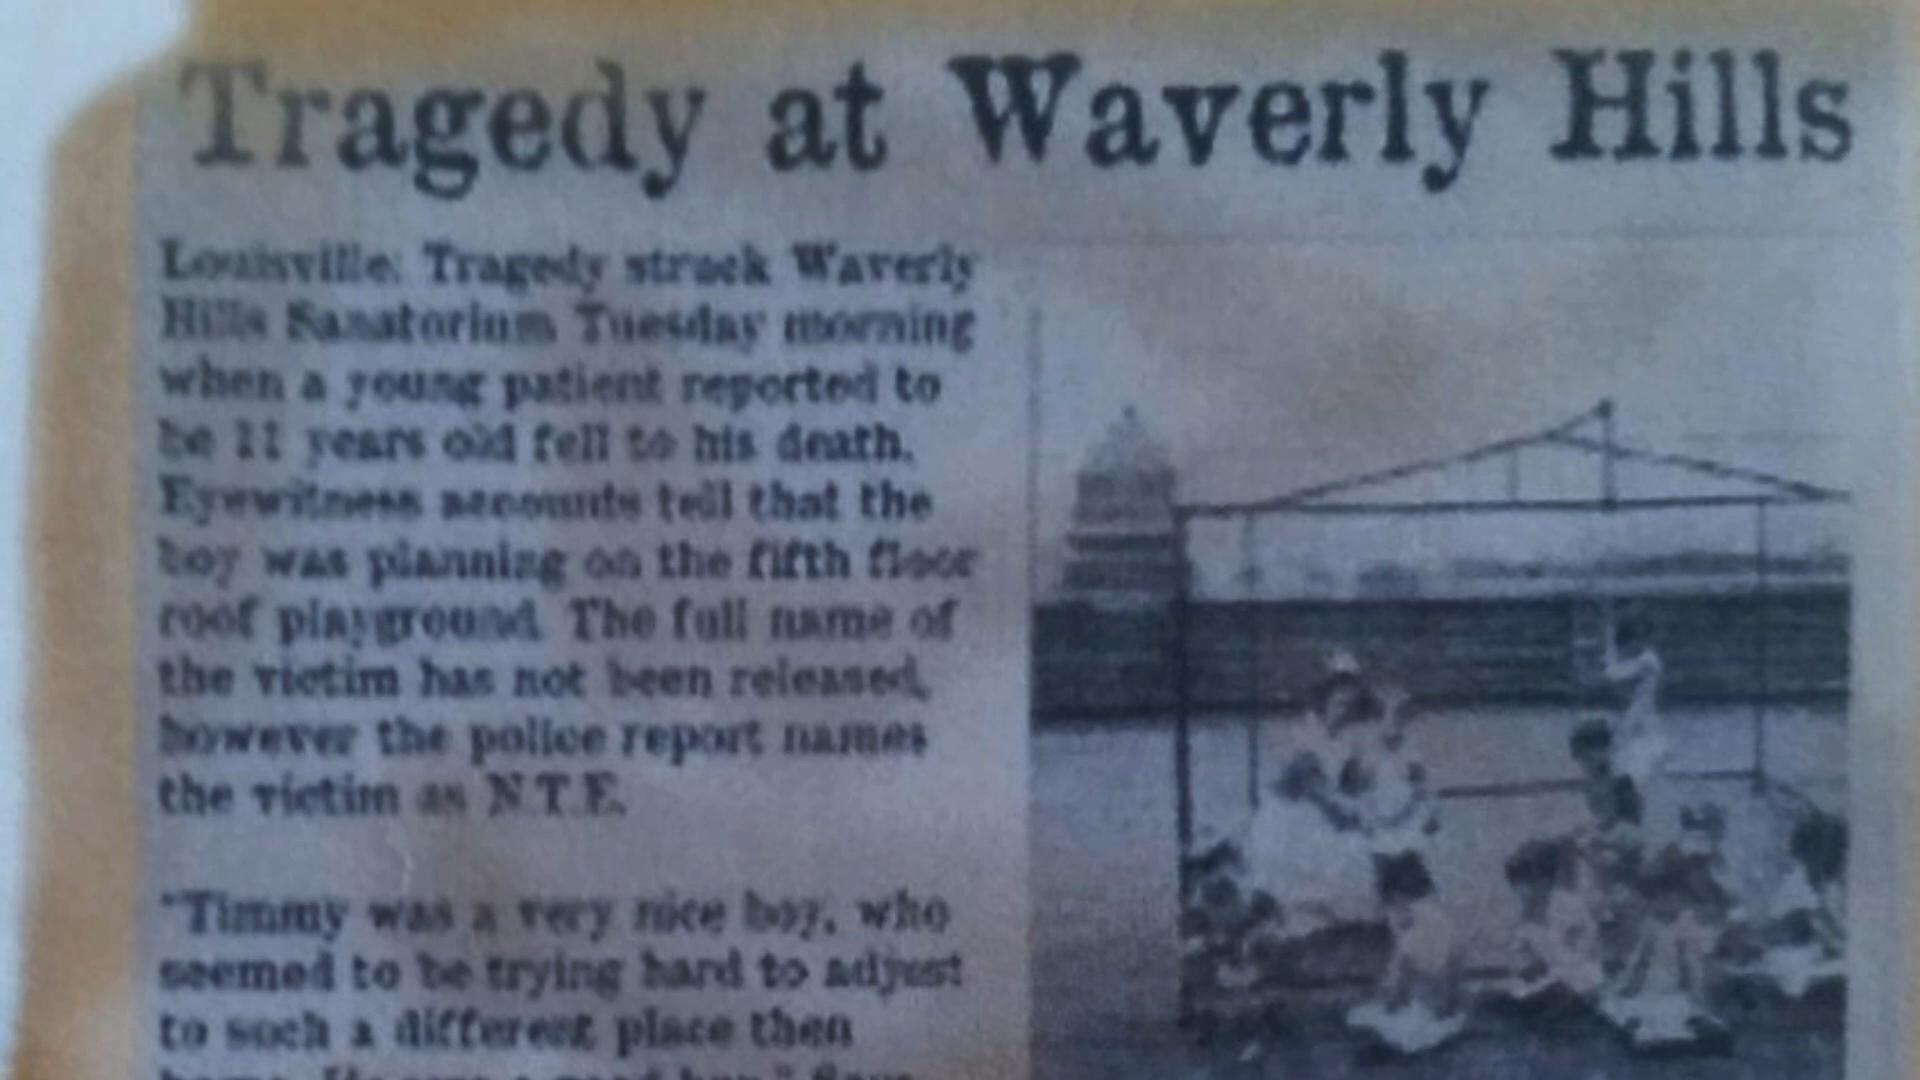 Tragedy at Waverly Hills
Louisville: Tragedy struck Waverly
Hills Sanatorium Tuesday morning
when a young patient reported to
be 11 years old fell to his death.
Eyewitness accounts tell that the
boy was planning on the fifth floor
roof playground. The full name of
the victim has not been released,
however the police report names
the victim as N.T.E.
"Timmy was a very nice boy, who
seemed to be trying hard to adjust
to such a different place then